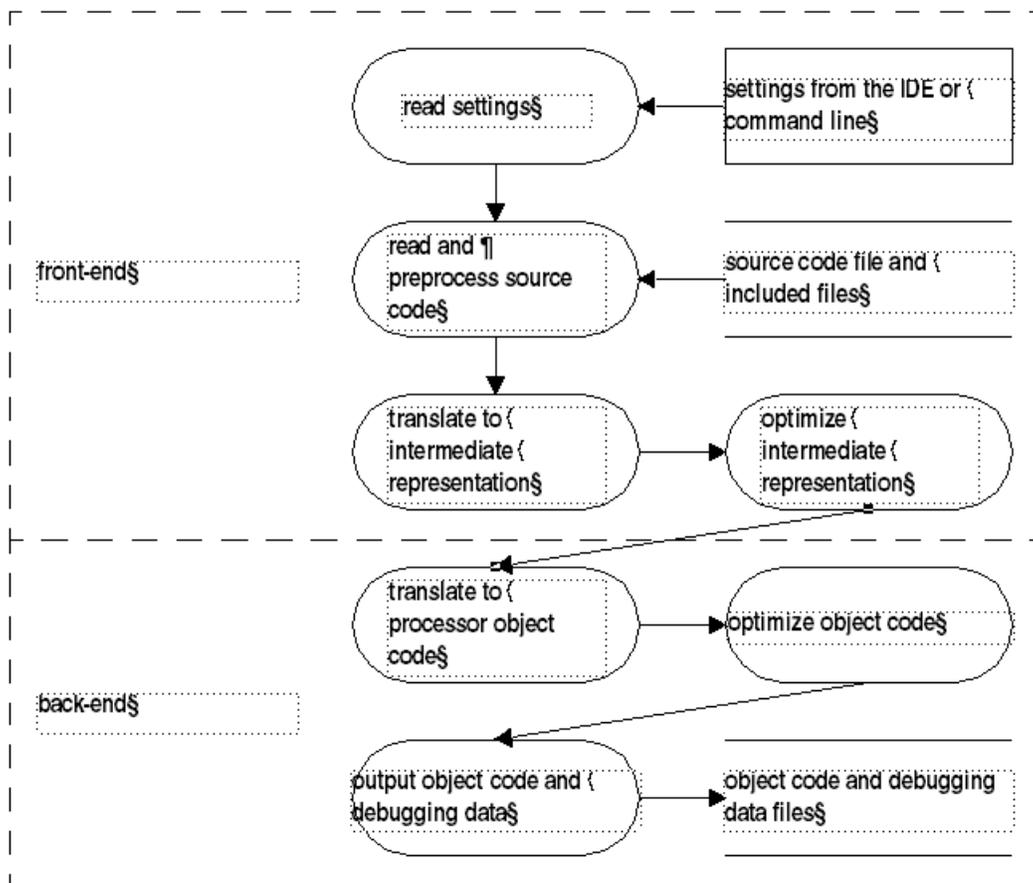 read settings§
settings from the IDE or
command line§
front-end§
read and ¶
preprocess source
code§
source code file and
included files§
translate to
intermediate
representation§
optimize
intermediate
representation§
translate to
processor object
code§
optimize object code§
back-end§
output object code and
debugging data§
object code and debugging
data files§